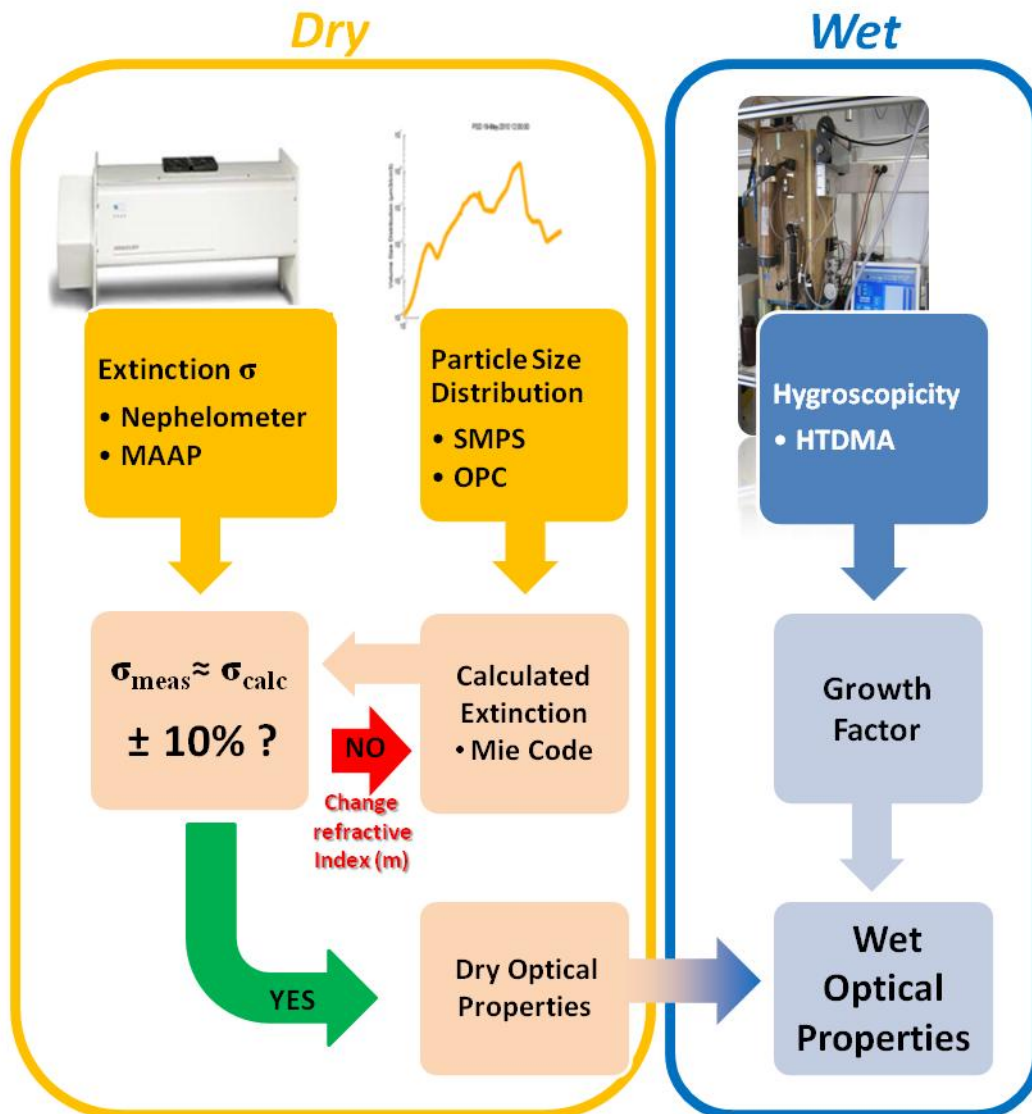 Dry
Wet
Extinction σ
• Nephelometer
• MAAP
Particle Size
Distribution
• SMPS
• OPC
Hygroscopicity
• HTDMA
σmeas≈ σcalc
± 10% ?
NO
Change
refractive
Index (m)
Calculated
Extinction
• Mie Code
Growth
Factor
YES
Dry Optical
Properties
Wet
Optical
Properties